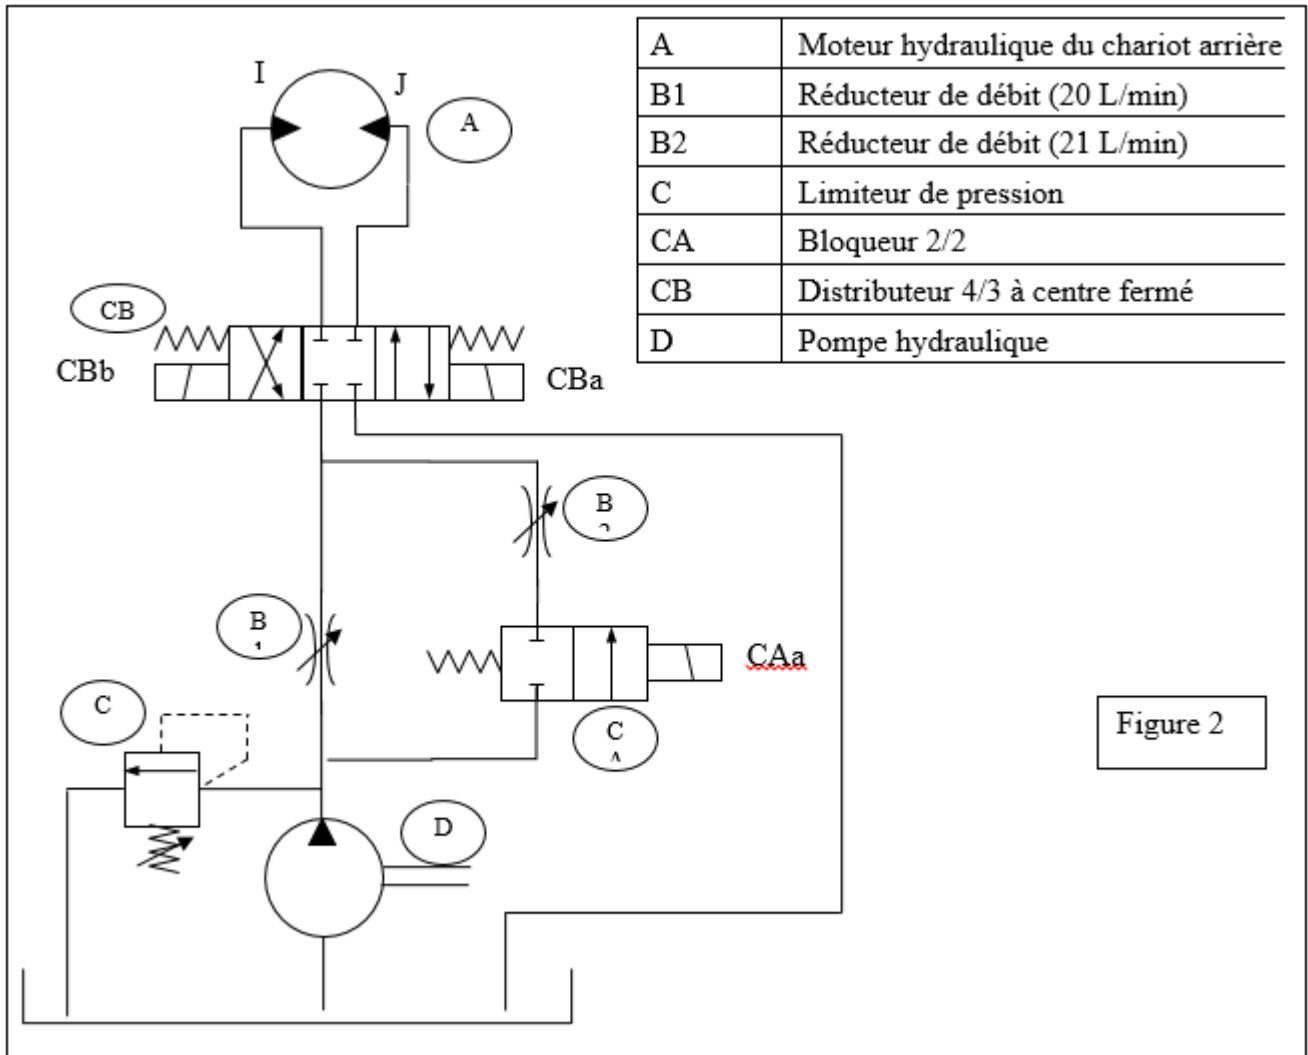 A Moteur hydraulique du chariot arrière
B1 Réducteur de débit (20 L/min)
B2 Réducteur de débit (21 L/min)
C Limiteur de pression
CA Bloqueur 2/2
CB Distributeur 4/3 à centre fermé
D Pompe hydraulique
I
J
A
CB
CBb
CBa
B
B
CAa
C
C
D
Figure 2